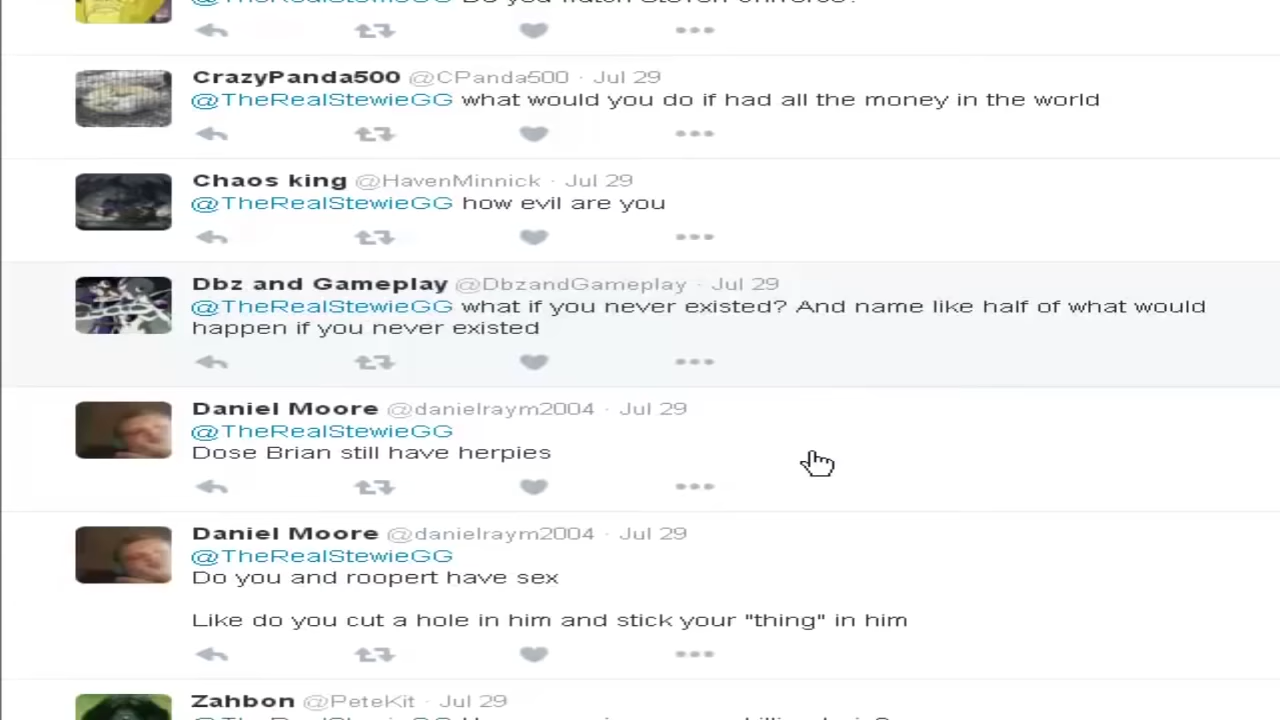 @TheRealStewieGG Do you watch Steven Universe?
CrazyPanda500 @CPanda500 · Jul 29
@TheRealStewieGG what would you do if had all the money in the world
Chaos king @HavenMinnick · Jul 29
@TheRealStewieGG how evil are you
Dbz and Gameplay @DbzandGameplay · Jul 29
@TheRealStewieGG what if you never existed? And name like half of what would
happen if you never existed
Daniel Moore @danielraym2004 · Jul 29
@TheRealStewieGG
Dose Brian still have herpies
Daniel Moore @danielraym2004 · Jul 29
@TheRealStewieGG
Do you and roopert have sex
Like do you cut a hole in him and stick your "thing" in him
Zahbon @PeteKit · Jul 29
@TheRealStewieGG